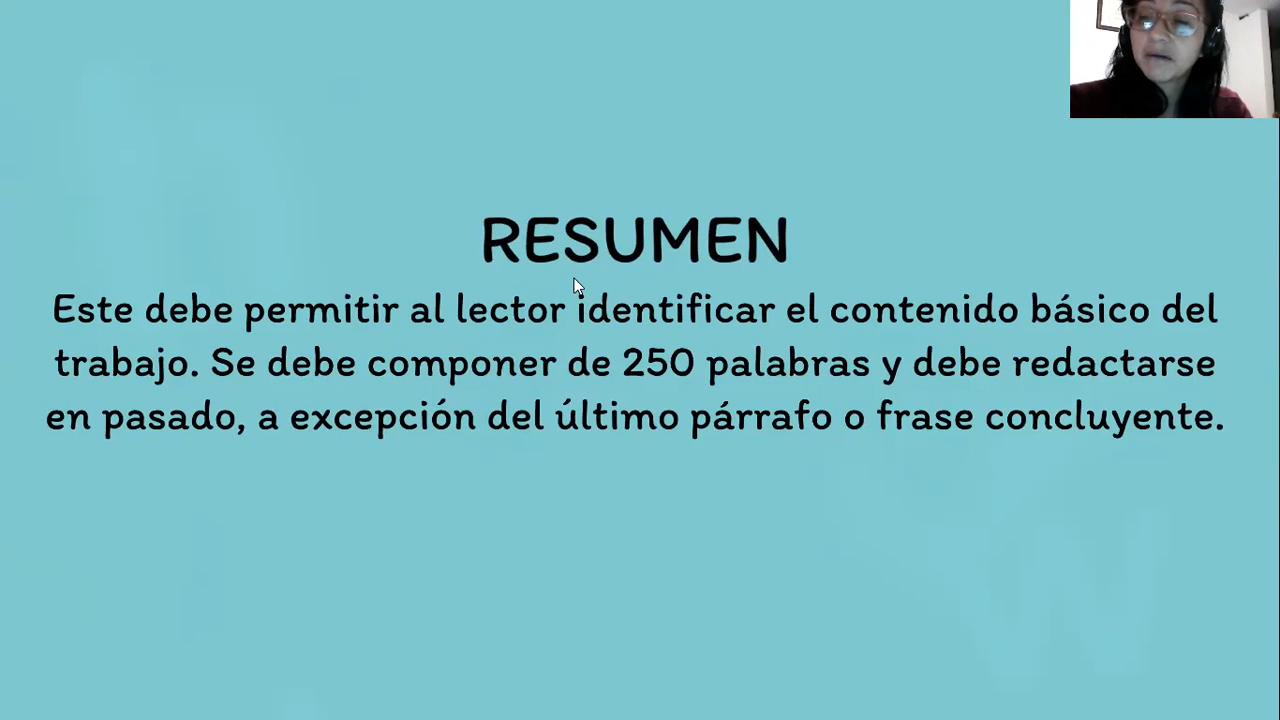 RESUMEN
Este debe permitir al lector identificar el contenido básico del
trabajo. Se debe componer de 250 palabras y debe redactarse
en pasado, a excepción del último párrafo o frase concluyente.